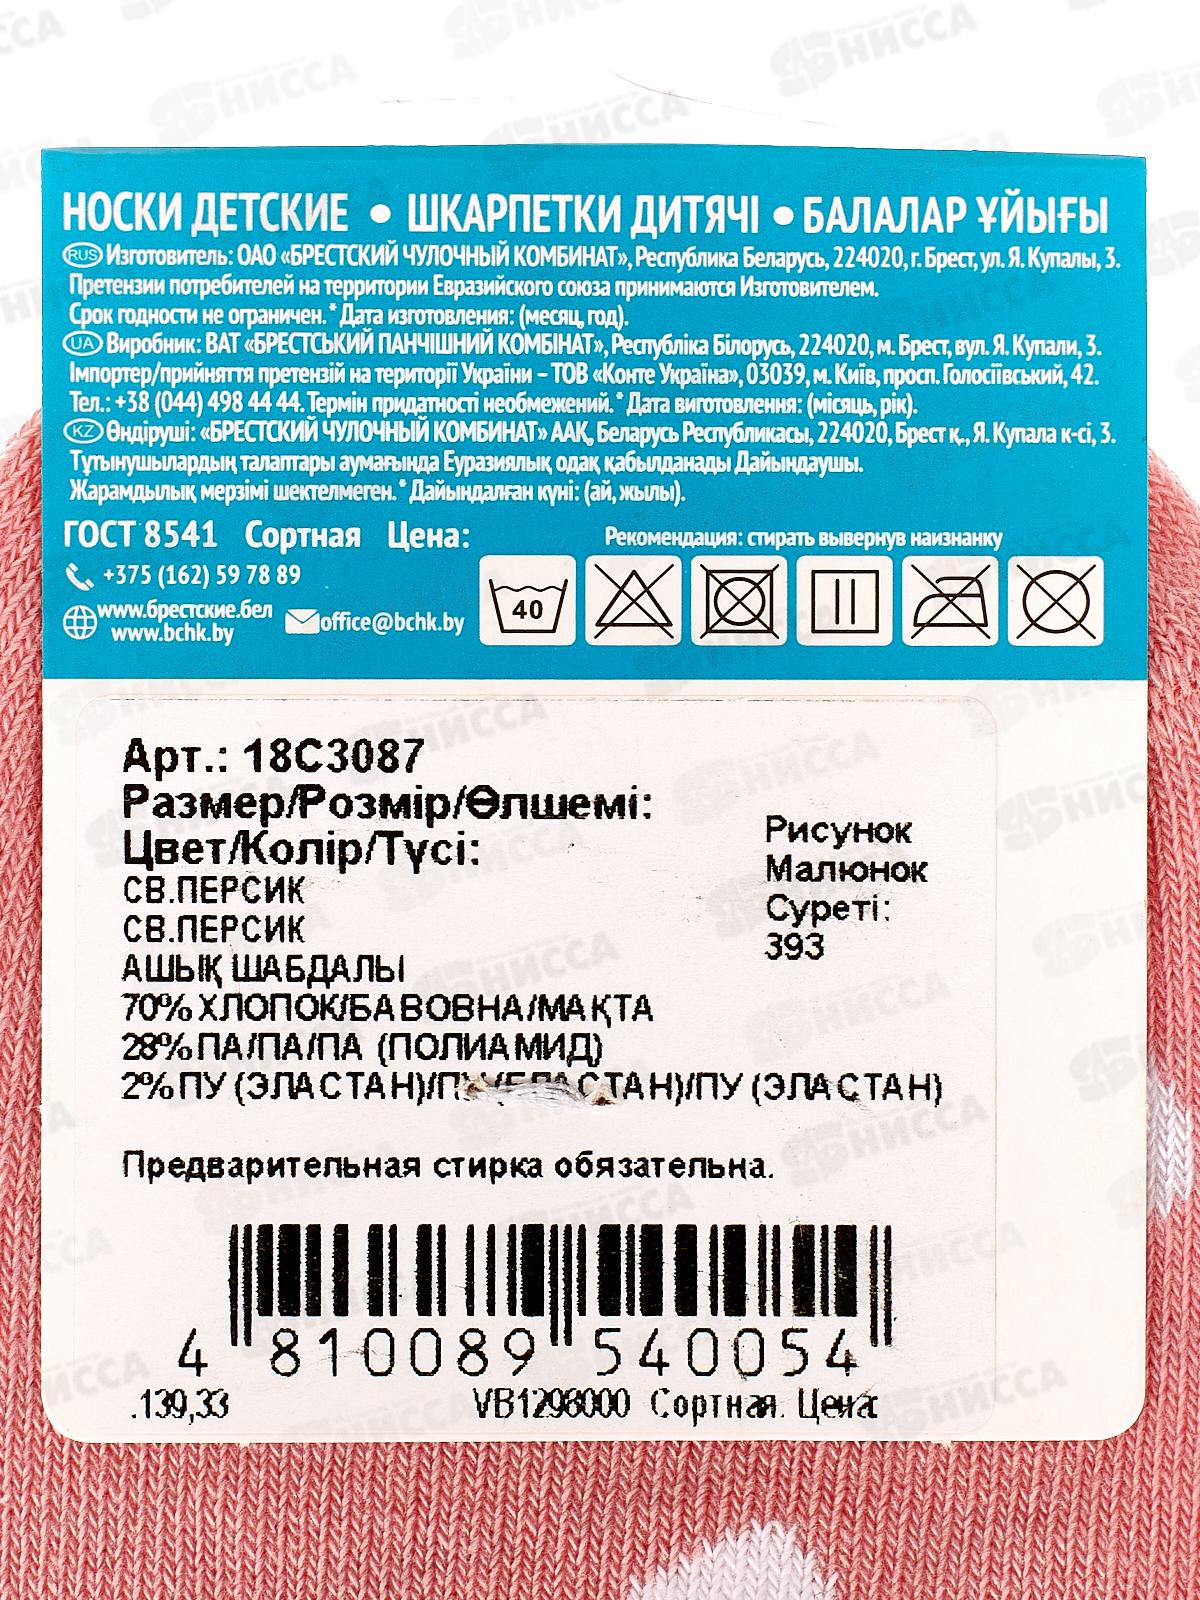 НОСКИ ДЕТСКИЕ • ШКАРПЕТКИ ДИТЯЧІ • БАЛАЛАР ҰЙЫҒЫ
RUS Изготовитель: ОАО «БРЕСТСКИЙ ЧУЛОЧНЫЙ КОМБИНАТ», Республика Беларусь, 224020, г. Брест, ул. Я. Купалы, 3.
Претензии потребителей на территории Евразийского союза принимаются Изготовителем.
Срок годности не ограничен. * Дата изготовления: (месяц, год).
UA Виробник: ВАТ «БРЕСТСЬКИЙ ПАНЧІШНИЙ КОМБІНАТ», Республіка Білорусь, 224020, м. Брест, вул. Я. Купали, 3.
Імпортер/прийняття претензій на території України – ТОВ «Конте Україна», 03039, м. Київ, просп. Голосіївський, 42.
Тел.: +38 (044) 498 44 44. Термін придатності необмежений. * Дата виготовлення: (місяць, рік).
KZ Өндіруші: «БРЕСТСКИЙ ЧУЛОЧНЫЙ КОМБИНАТ» ААҚ, Беларусь Республикасы, 224020, Брест қ., Я. Купала к-сі, 3.
Тұтынушылардың талаптары аумағында Еуразиялық одақ қабылданады Дайындаушы.
Жарамдылық мерзімі шектелмеген. * Дайындалған күні: (ай, жылы).
ГОСТ 8541 Сортная Цена:
Рекомендация: стирать вывернув наизнанку
+375 (162) 59 78 89
www.брестские.бел
www.bchk.by
office@bchk.by
40
Арт.: 18С3087
Размер/Розмір/Өлшемі:
Цвет/Колір/Түсі:
СВ.ПЕРСИК
СВ.ПЕРСИК
АШЫҚ ШАБДАЛЫ
Рисунок
Малюнок
Суреті:
393
70% ХЛОПОК/БАВОВНА/МАҚТА
28% ПА/ПА/ПА (ПОЛИАМИД)
2% ПУ (ЭЛАСТАН)/ПУ (ЕЛАСТАН)/ПУ (ЭЛАСТАН)
Предварительная стирка обязательна.
4 810089 540054
.139,33 VB1298000 Сортная. Цена:
НИССА